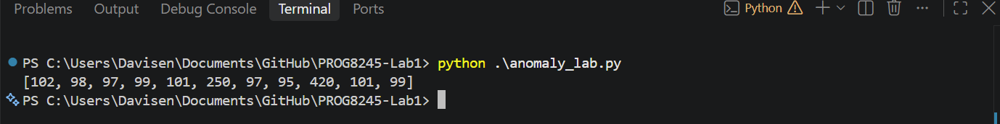 Problems Output Debug Console Terminal Ports Python
PS C:\Users\Davisen\Documents\GitHub\PROG8245-Lab1> python .\anomaly_lab.py
[102, 98, 97, 99, 101, 250, 97, 95, 420, 101, 99]
PS C:\Users\Davisen\Documents\GitHub\PROG8245-Lab1>